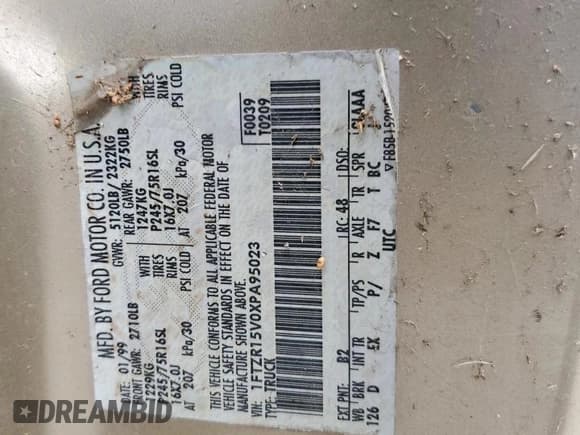 MFD. BY FORD MOTOR CO. IN U.S.A.
DATE: 01/99 GVWR: 5120LB/ 2322KG
FRONT GAWR: 2710LB REAR GAWR: 2750LB
1229KG WITH 1247KG WITH
P245/75R16SL TIRES P245/75R16SL TIRES
16X7.0J RIMS 16X7.0J RIMS
AT 207 kPa/30 PSI COLD AT 207 kPa/30 PSI COLD
THIS VEHICLE CONFORMS TO ALL APPLICABLE FEDERAL MOTOR
VEHICLE SAFETY STANDARDS IN EFFECT ON THE DATE OF
MANUFACTURE SHOWN ABOVE.
VIN: 1FTZR15V0XPA95023 F0039
TYPE: TRUCK T0209
EXT PNT: B2 RC: 48 DSO:
WB BRK INT TR TP/PS R AXLE TR SPR
126 D EX P/ Z F7 T BC
UTC
DREAMBID